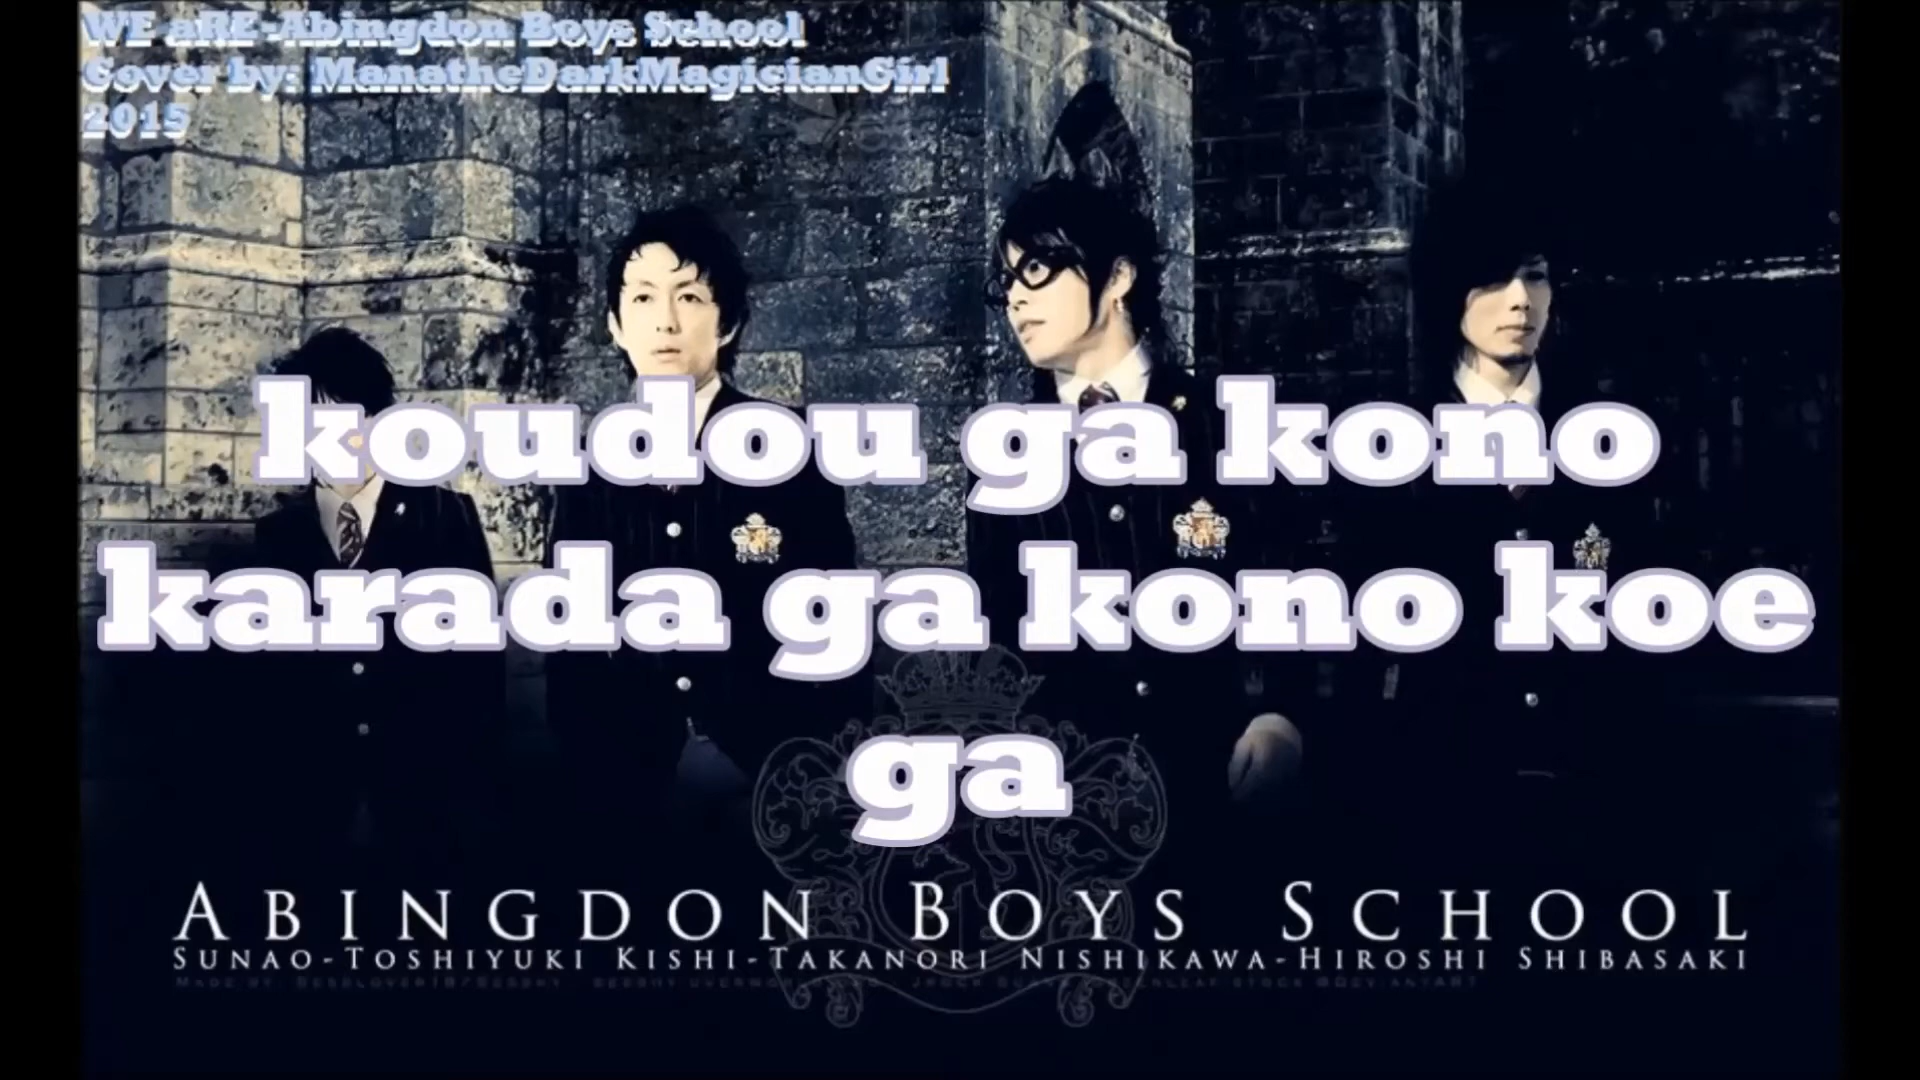 WE aRE-Abingdon Boys School
Cover by: ManatheDarkMagicianGirl
2015
koudou ga kono
karada ga kono koe
ga
ABINGDON BOYS SCHOOL
SUNAO-TOSHIYUKI KISHI-TAKANORI NISHIKAWA-HIROSHI SHIBASAKI